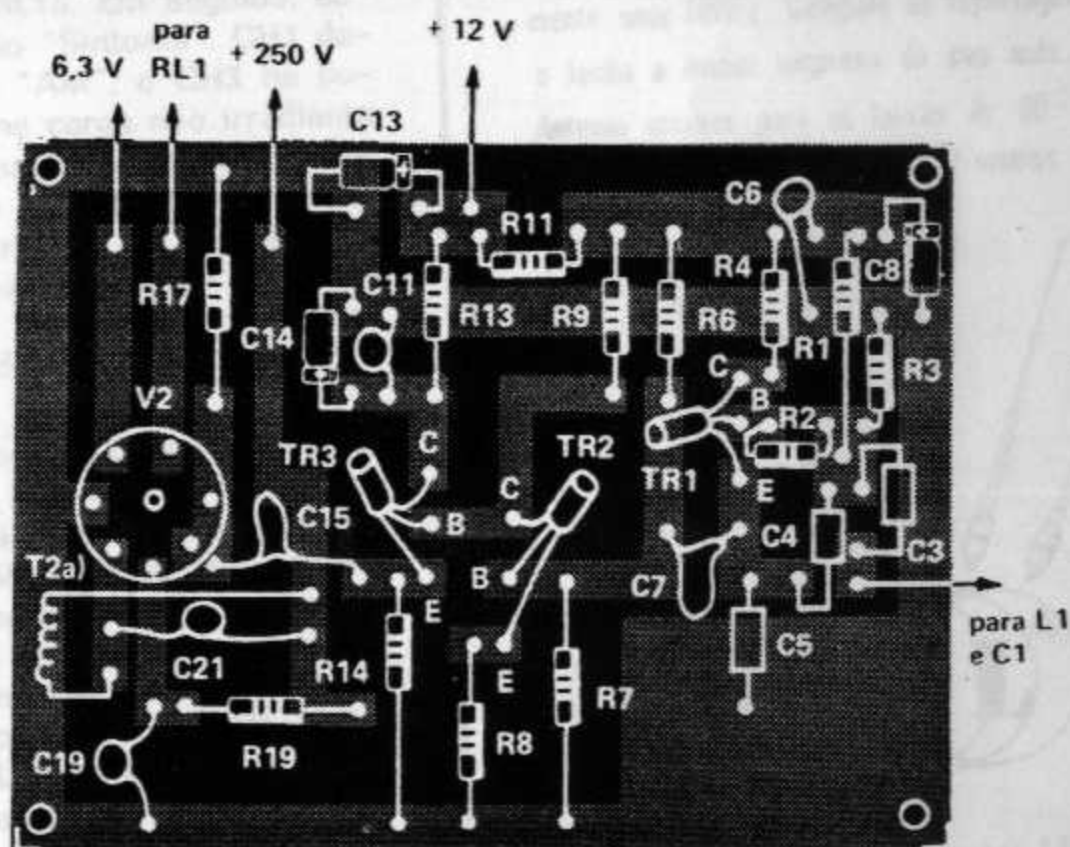 6,3 V
para
RL1
+ 250 V
+ 12 V
C13
C6
R11
R4
C8
R17
C11
R13
R9
R6
C14
R1
R3
C
B
R2
V2
TR3
C
TR2
TR1
C
E
C15
B
C4
C3
T2a)
B
C7
E
para L1
e C1
C5
C21
R14
E
R7
R8
C19
R19